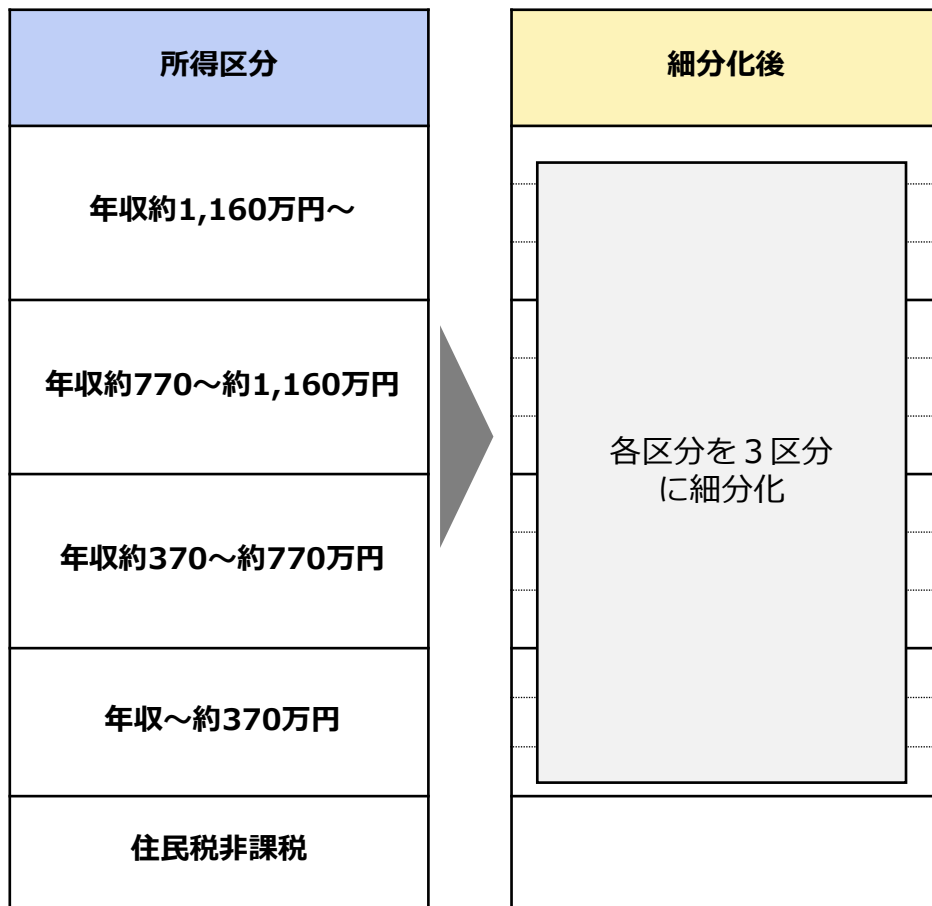 所得区分
細分化後
年収約1,160万円～
年収約770～約1,160万円
年収約370～約770万円
年収～約370万円
住民税非課税
各区分を３区分
に細分化